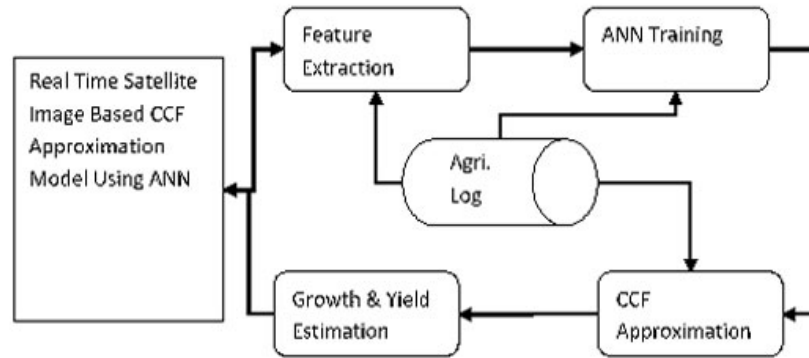 Real Time Satellite
Image Based CCF
Approximation
Model Using ANN
Feature
Extraction
ANN Training
Agri.
Log
Growth & Yield
Estimation
CCF
Approximation